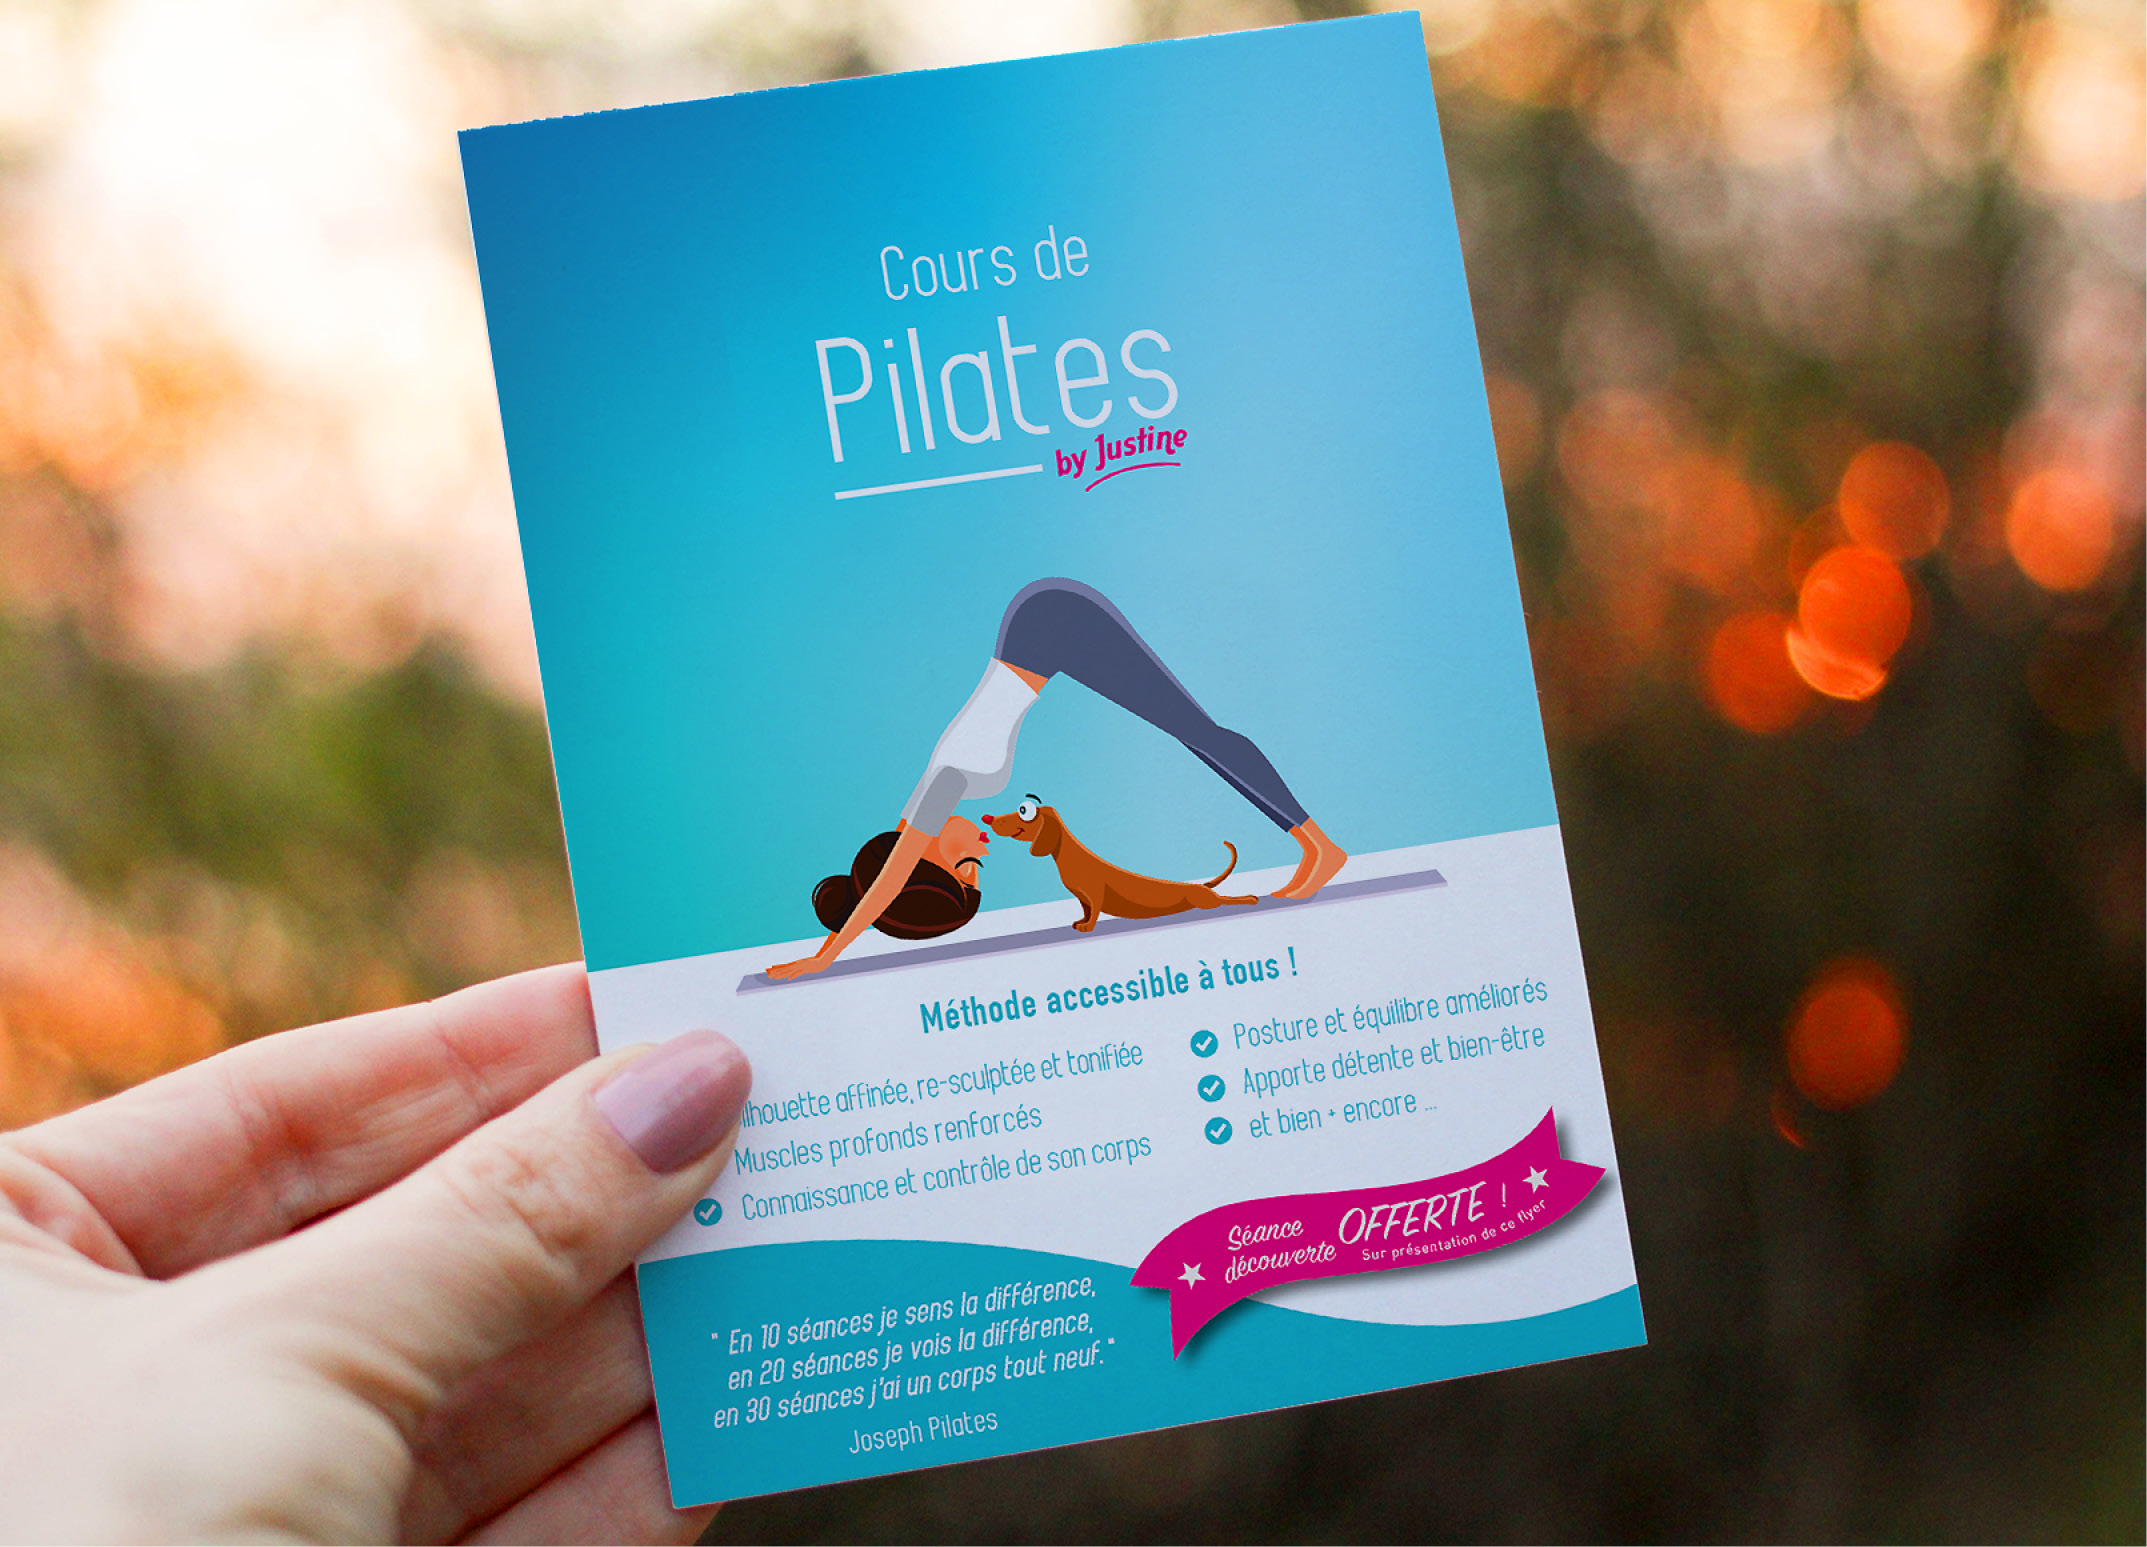 Cours de
Pilates
by Justine
Méthode accessible à tous !
affinée, re-sculptée et tonifiée
Muscles profonds renforcés
Connaissance et contrôle de son corps
Posture et équilibre améliorés
Apporte détente et bien-être
et bien + encore ...
Séance
découverte
OFFERTE !
Sur présentation de ce flyer
" En 10 séances je sens la différence,
en 20 séances je vois la différence,
en 30 séances j'ai un corps tout neuf. "
Joseph Pilates